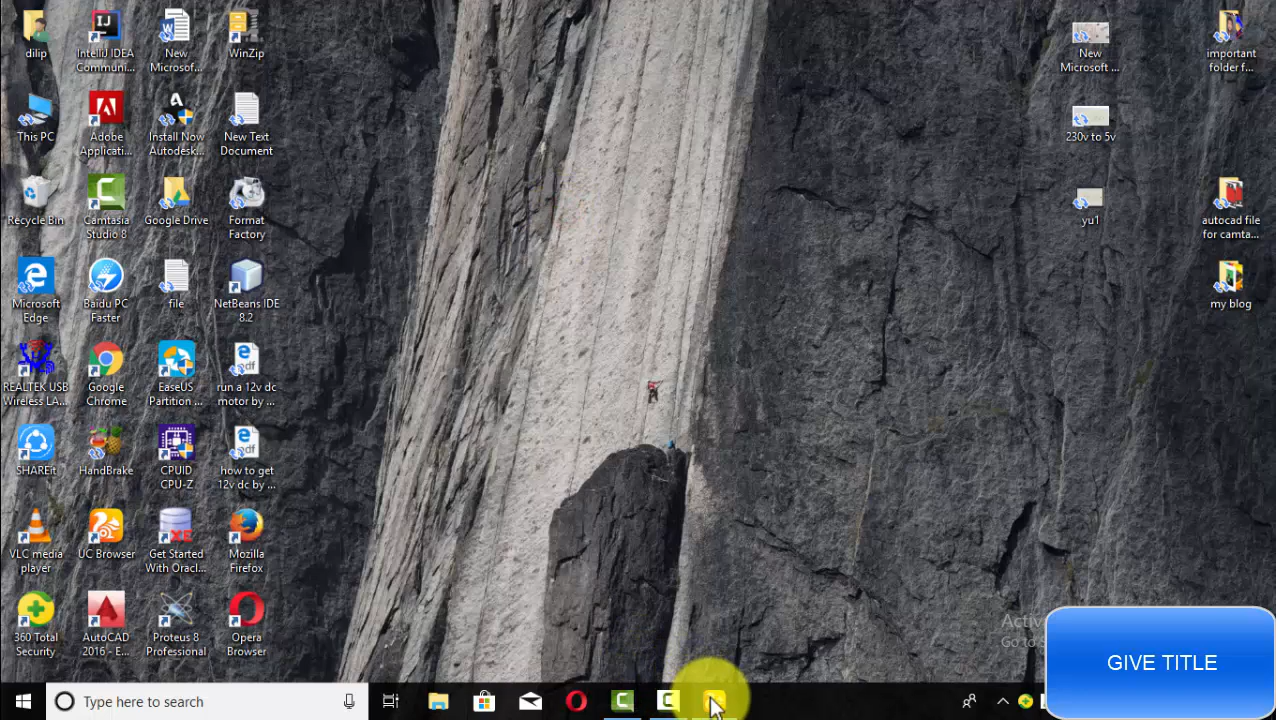 dilip
IntelliJ IDEA
Communi...
New
Microsof...
WinZip
New
Microsoft ...
important
folder f...
This PC
Adobe
Applicati...
Install Now
Autodesk...
New Text
Document
230v to 5v
Recycle Bin
Camtasia
Studio 8
Google Drive
Format
Factory
yu1
autocad file
for camta...
Microsoft
Edge
Baidu PC
Faster
file
NetBeans IDE
8.2
my blog
REALTEK USB
Wireless LA...
Google
Chrome
EaseUS
Partition ...
run a 12v dc
motor by ...
SHAREit
HandBrake
CPUID
CPU-Z
how to get
12v dc by ...
VLC media
player
UC Browser
Get Started
With Oracl...
Mozilla
Firefox
360 Total
Security
AutoCAD
2016 - E...
Proteus 8
Professional
Opera
Browser
Go to S
GIVE TITLE
Type here to search